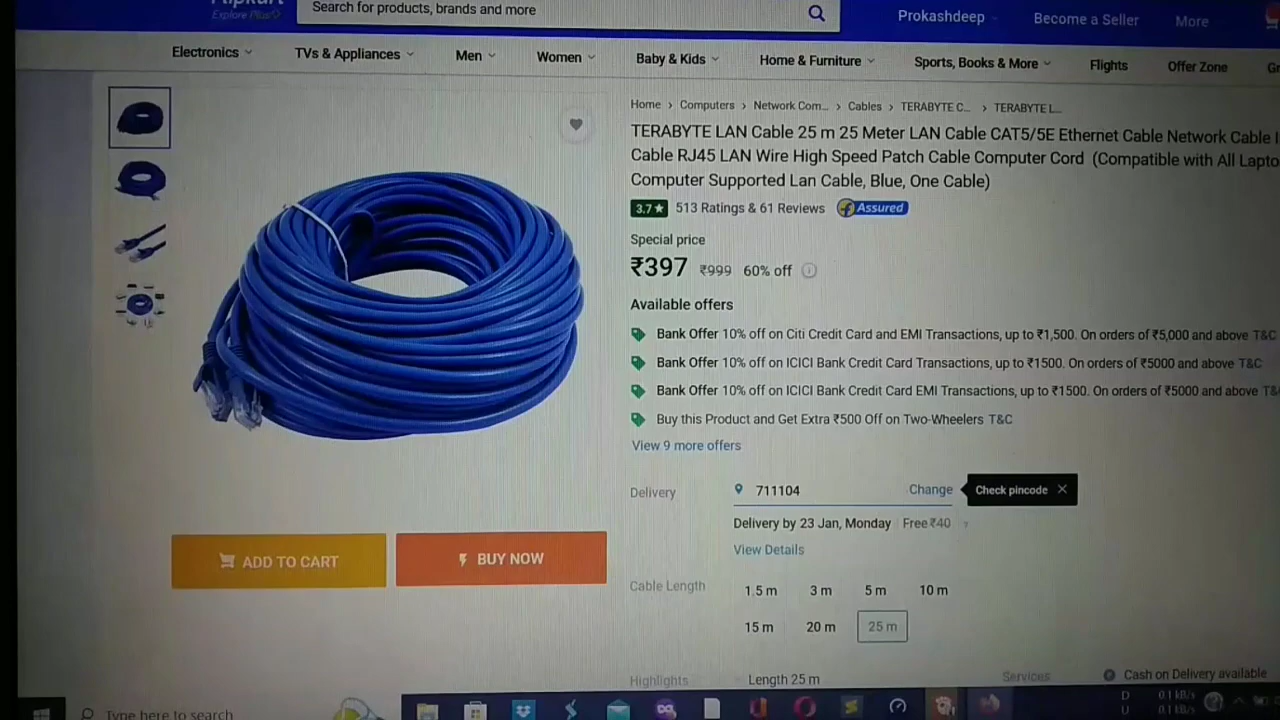 Flipkart
Explore Plus
Search for products, brands and more
Prokashdeep
Become a Seller
More
Electronics
TVs & Appliances
Men
Women
Baby & Kids
Home & Furniture
Sports, Books & More
Flights
Offer Zone
Home > Computers > Network Com... > Cables > TERABYTE C... > TERABYTE L...
TERABYTE LAN Cable 25 m 25 Meter LAN Cable CAT5/5E Ethernet Cable Network Cable
Cable RJ45 LAN Wire High Speed Patch Cable Computer Cord (Compatible with All Lapto
Computer Supported Lan Cable, Blue, One Cable)
3.7★ 513 Ratings & 61 Reviews Assured
Special price
₹397 ₹999 60% off
Available offers
Bank Offer 10% off on Citi Credit Card and EMI Transactions, up to ₹1,500. On orders of ₹5,000 and above T&C
Bank Offer 10% off on ICICI Bank Credit Card Transactions, up to ₹1500. On orders of ₹5000 and above T&C
Bank Offer 10% off on ICICI Bank Credit Card EMI Transactions, up to ₹1500. On orders of ₹5000 and above T&
Buy this Product and Get Extra ₹500 Off on Two-Wheelers T&C
View 9 more offers
Delivery
711104
Change
Check pincode ✕
Delivery by 23 Jan, Monday | Free ₹40 ?
View Details
ADD TO CART
BUY NOW
Cable Length
1.5 m 3 m 5 m 10 m
15 m 20 m 25 m
Highlights
Length 25 m
Services
Cash on Delivery available
Type here to search
D 0.1 kB/s
U 0.1 kB/s